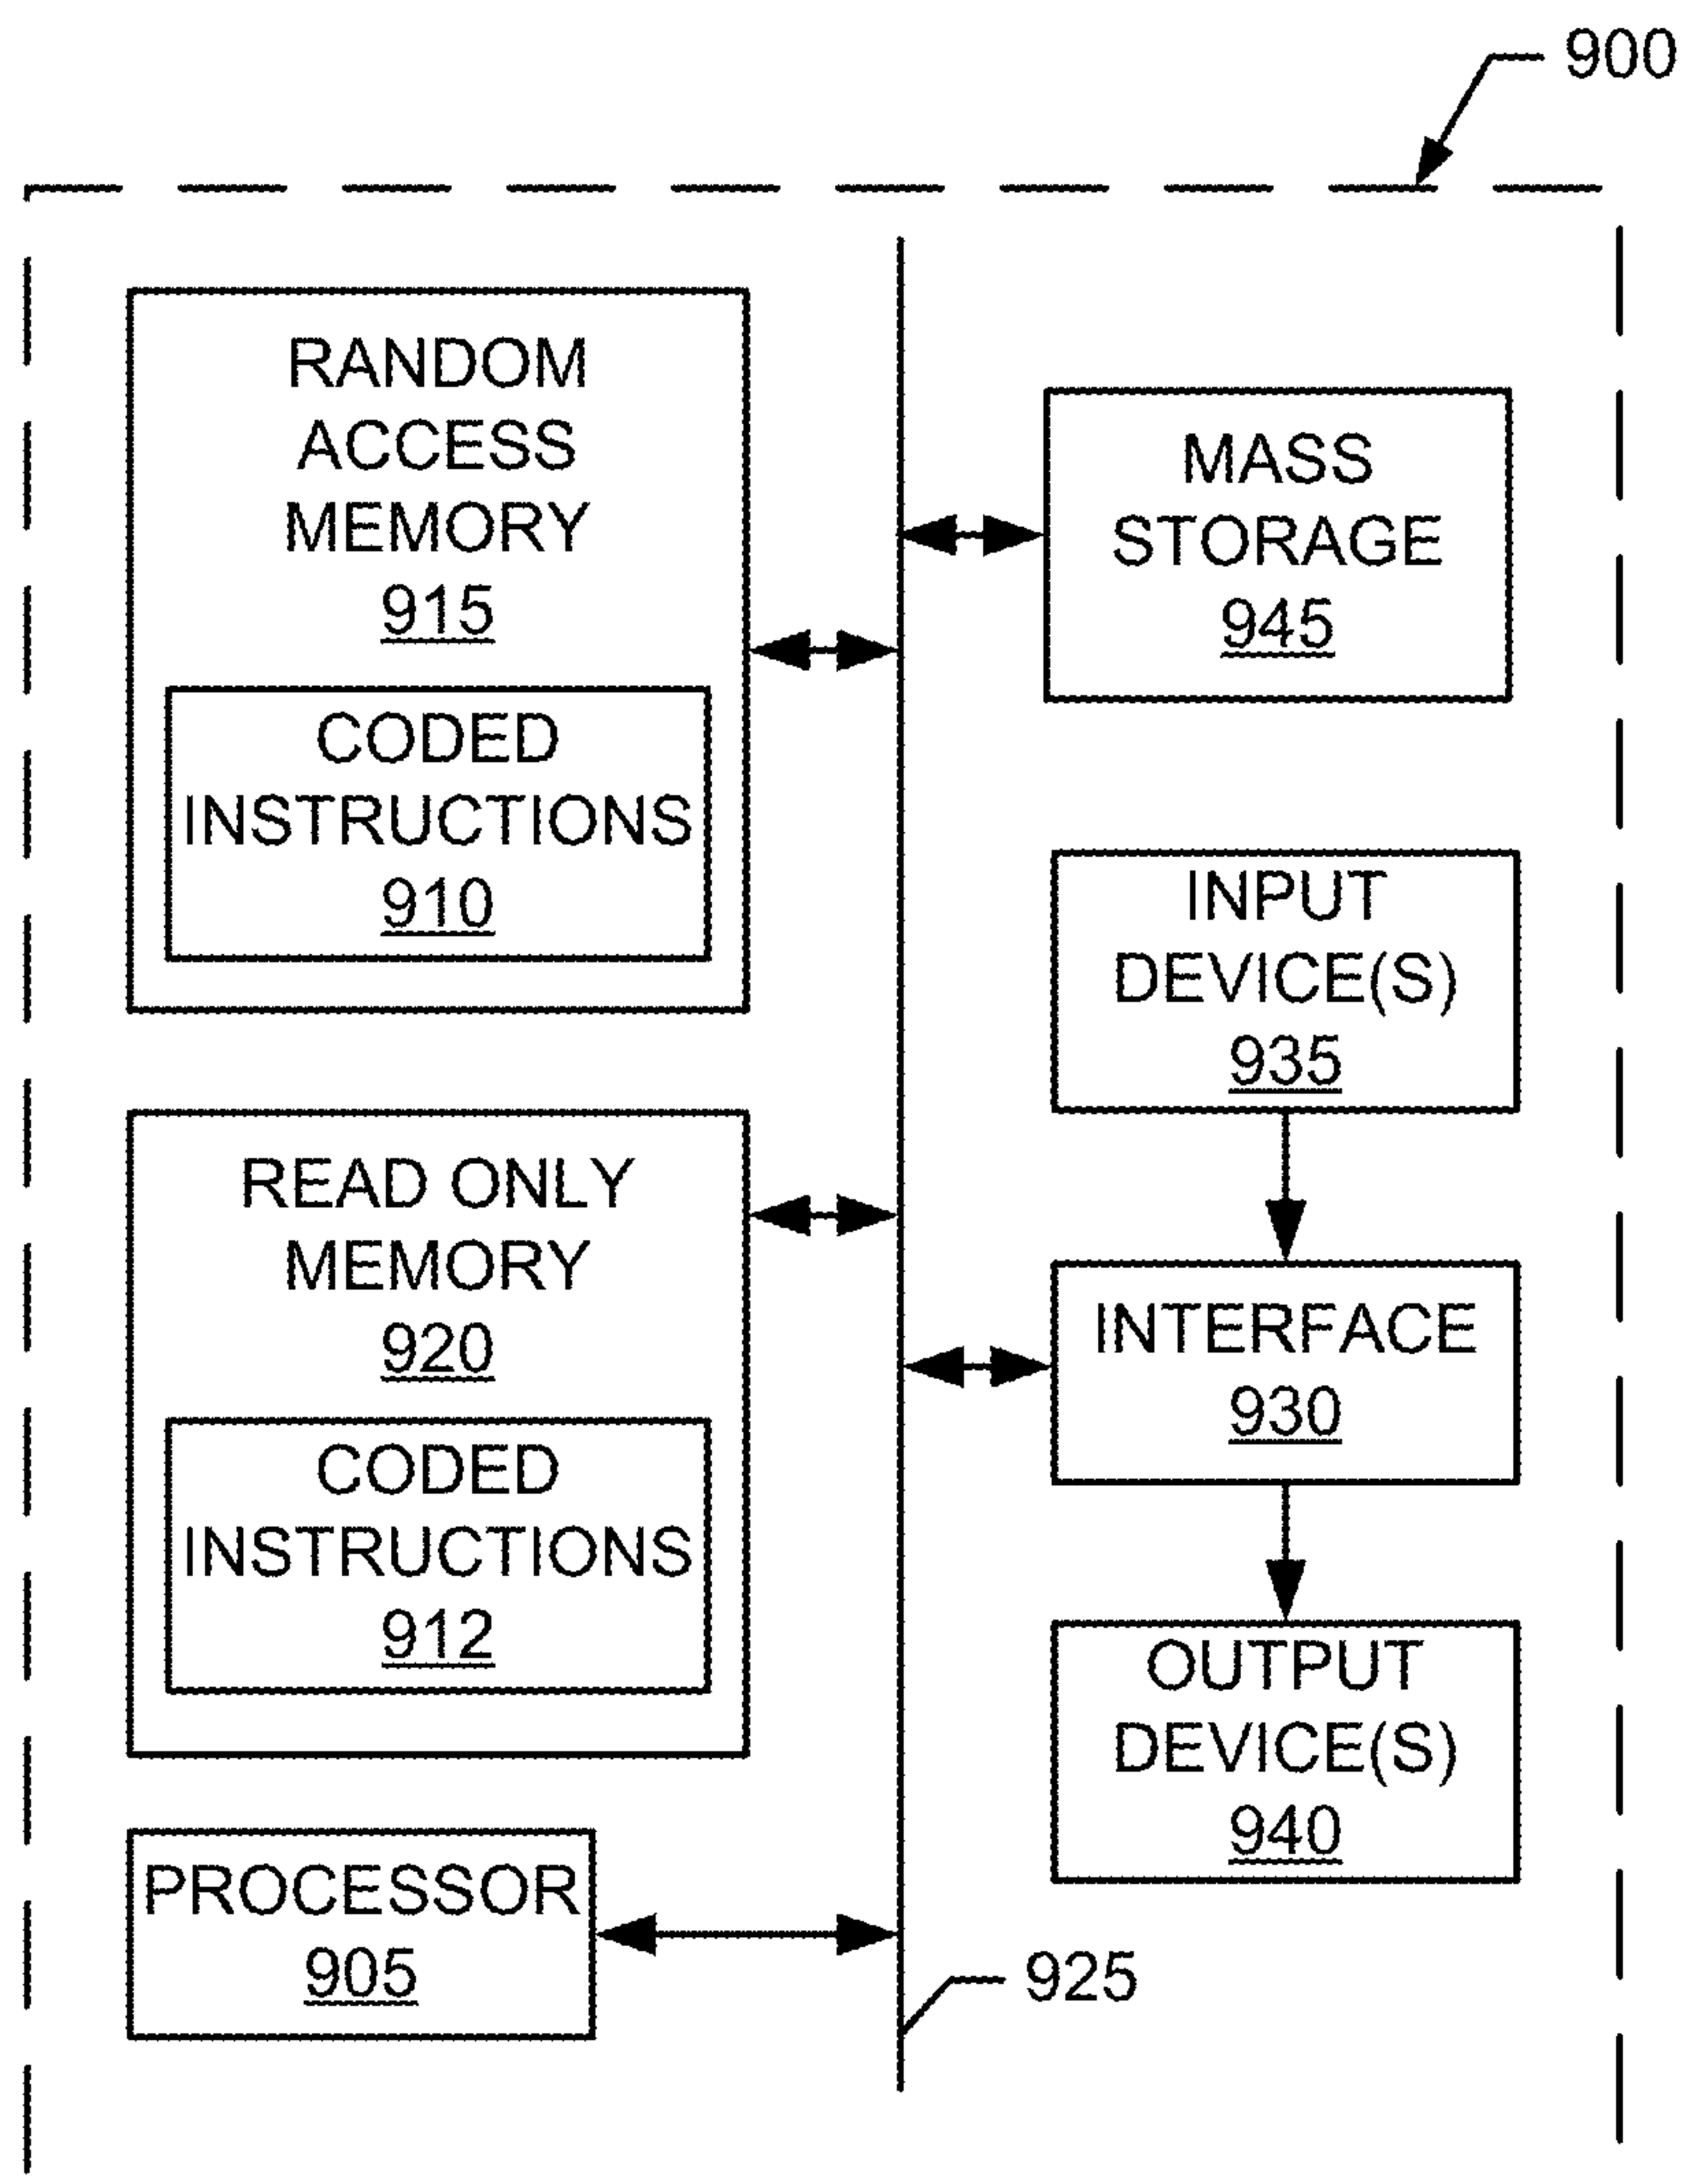 900
RANDOM
ACCESS
MEMORY
915
CODED
INSTRUCTIONS
910
MASS
STORAGE
945
INPUT
DEVICE(S)
935
READ ONLY
MEMORY
920
CODED
INSTRUCTIONS
912
INTERFACE
930
OUTPUT
DEVICE(S)
940
PROCESSOR
905
925